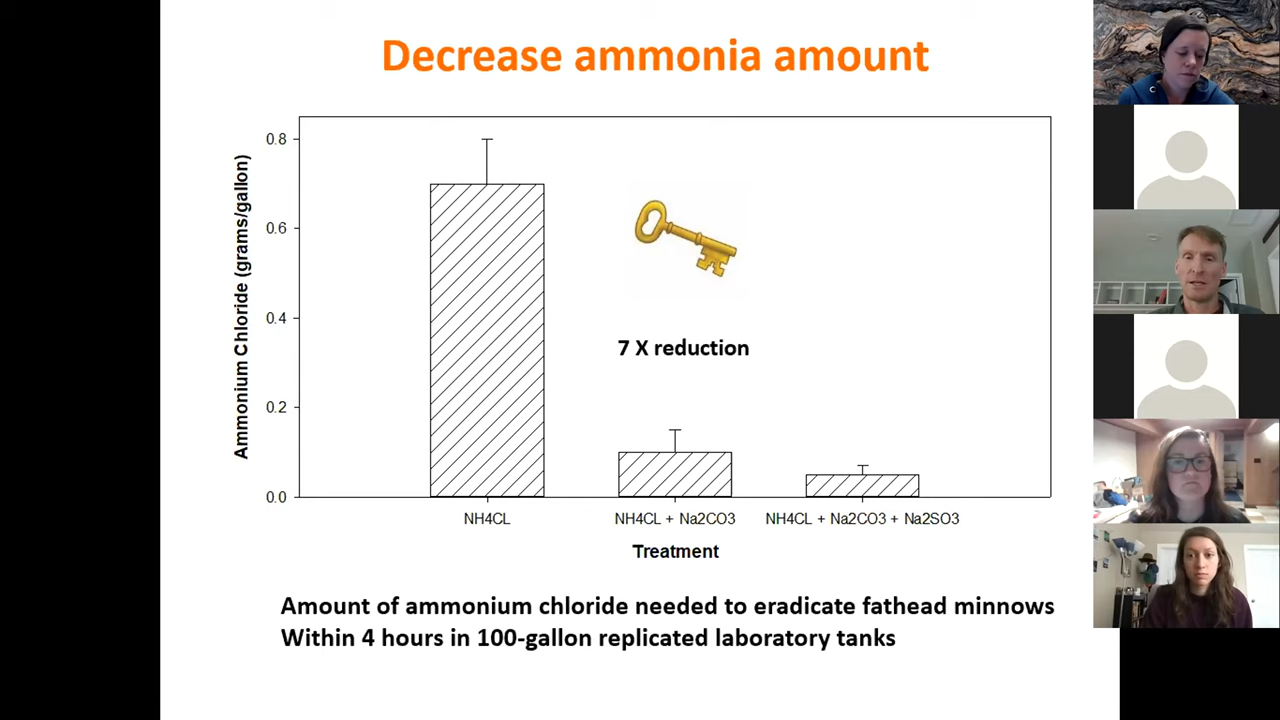 Decrease ammonia amount
Ammonium Chloride (grams/gallon)
0.8
0.6
0.4
0.2
0.0
7 X reduction
NH4CL
NH4CL + Na2CO3
NH4CL + Na2CO3 + Na2SO3
Treatment
Amount of ammonium chloride needed to eradicate fathead minnows
Within 4 hours in 100-gallon replicated laboratory tanks